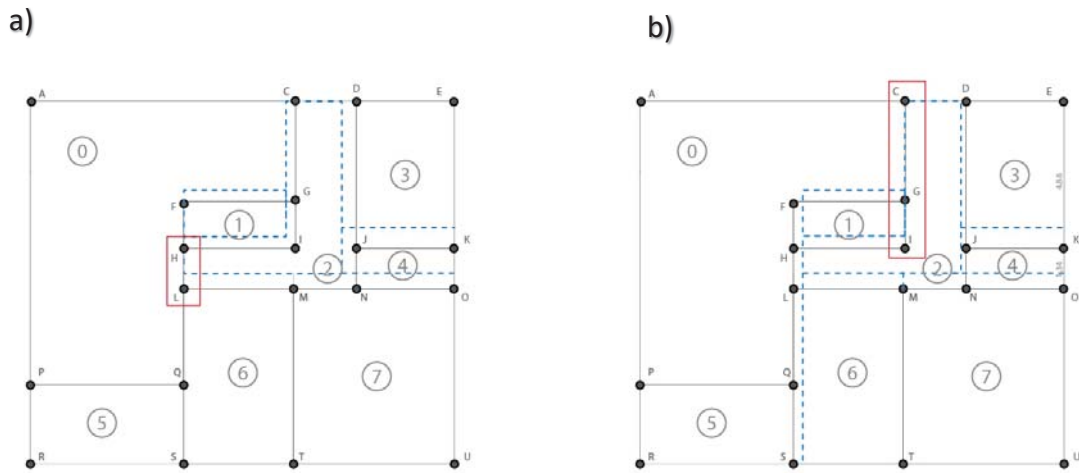 a)
b)
A C D E
0
3
G
F
1
I J K
H
2 4
L M N O
6 7
P Q
5
R S T U
A C D E
0
3
G
F
1
I J K
H
2 4
L M N O
6 7
P Q
5
R S T U